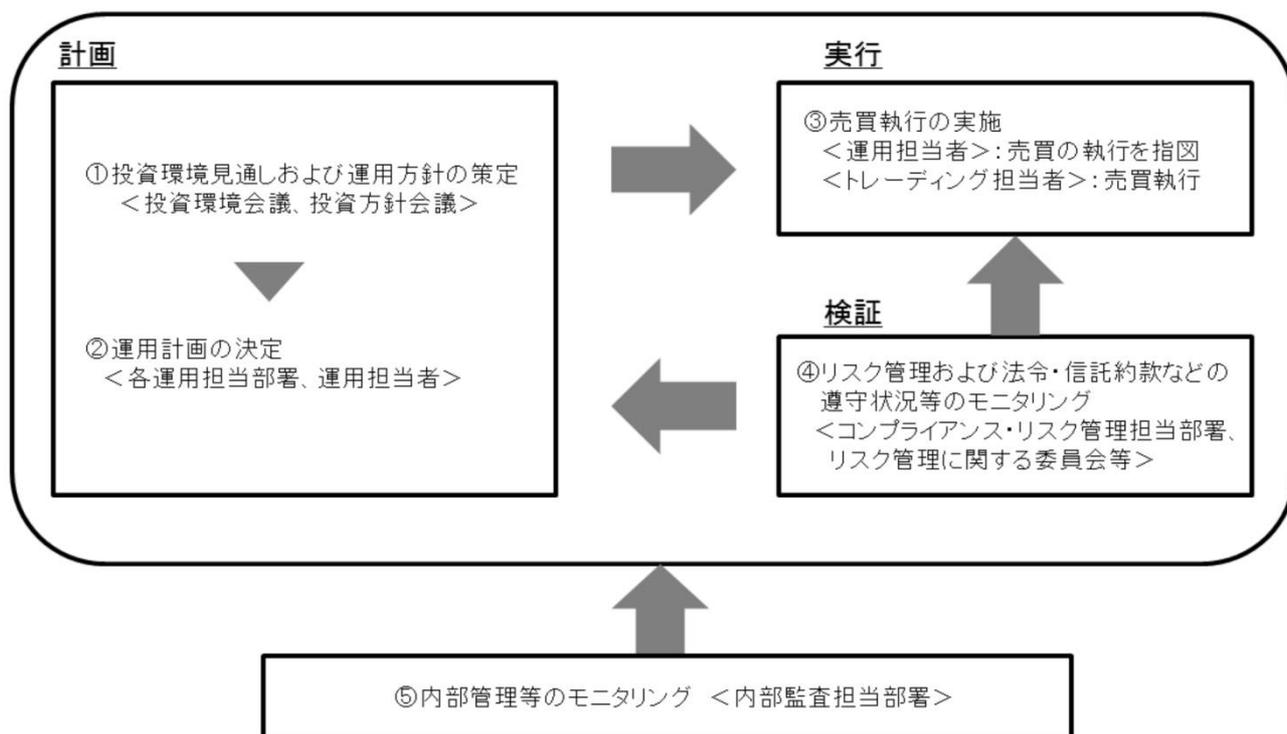 計画
①投資環境見通しおよび運用方針の策定
＜投資環境会議、投資方針会議＞
②運用計画の決定
＜各運用担当部署、運用担当者＞
実行
③売買執行の実施
＜運用担当者＞：売買の執行を指図
＜トレーディング担当者＞：売買執行
検証
④リスク管理および法令・信託約款などの
遵守状況等のモニタリング
＜コンプライアンス・リスク管理担当部署、
リスク管理に関する委員会等＞
⑤内部管理等のモニタリング ＜内部監査担当部署＞